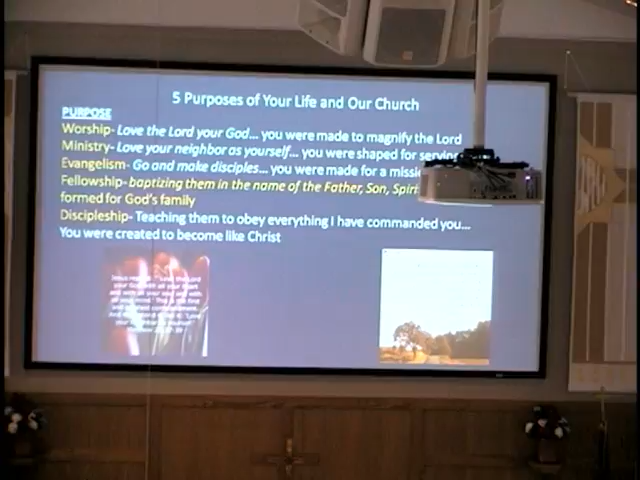 5 Purposes of Your Life and Our Church
PURPOSE
Worship- Love the Lord your God... you were made to magnify the Lord
Ministry- Love your neighbor as yourself... you were shaped for serving
Evangelism- Go and make disciples... you were made for a missi
Fellowship- baptizing them in the name of the Father, Son, Spiri
formed for God's family
Discipleship- Teaching them to obey everything I have commanded you...
You were created to become like Christ